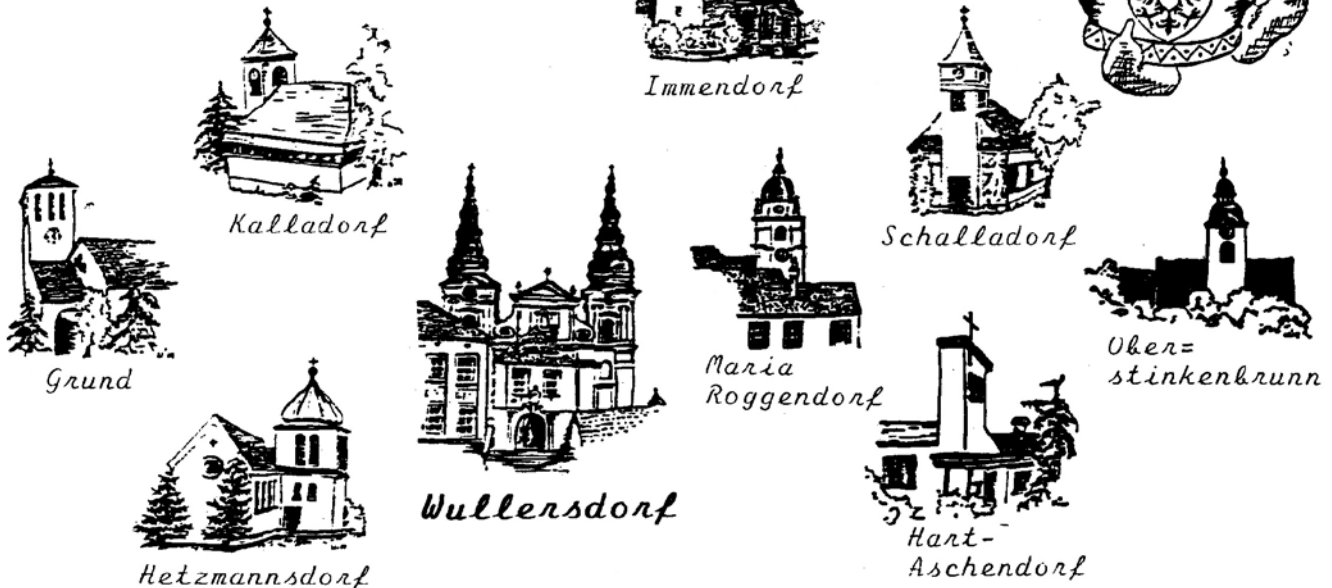 Immendorf
Kalladorf
Schalladorf
Grund
Maria
Roggendorf
Ober=
stinkenbrunn
Wullersdorf
Hetzmannsdorf
Hart-
Aschendorf